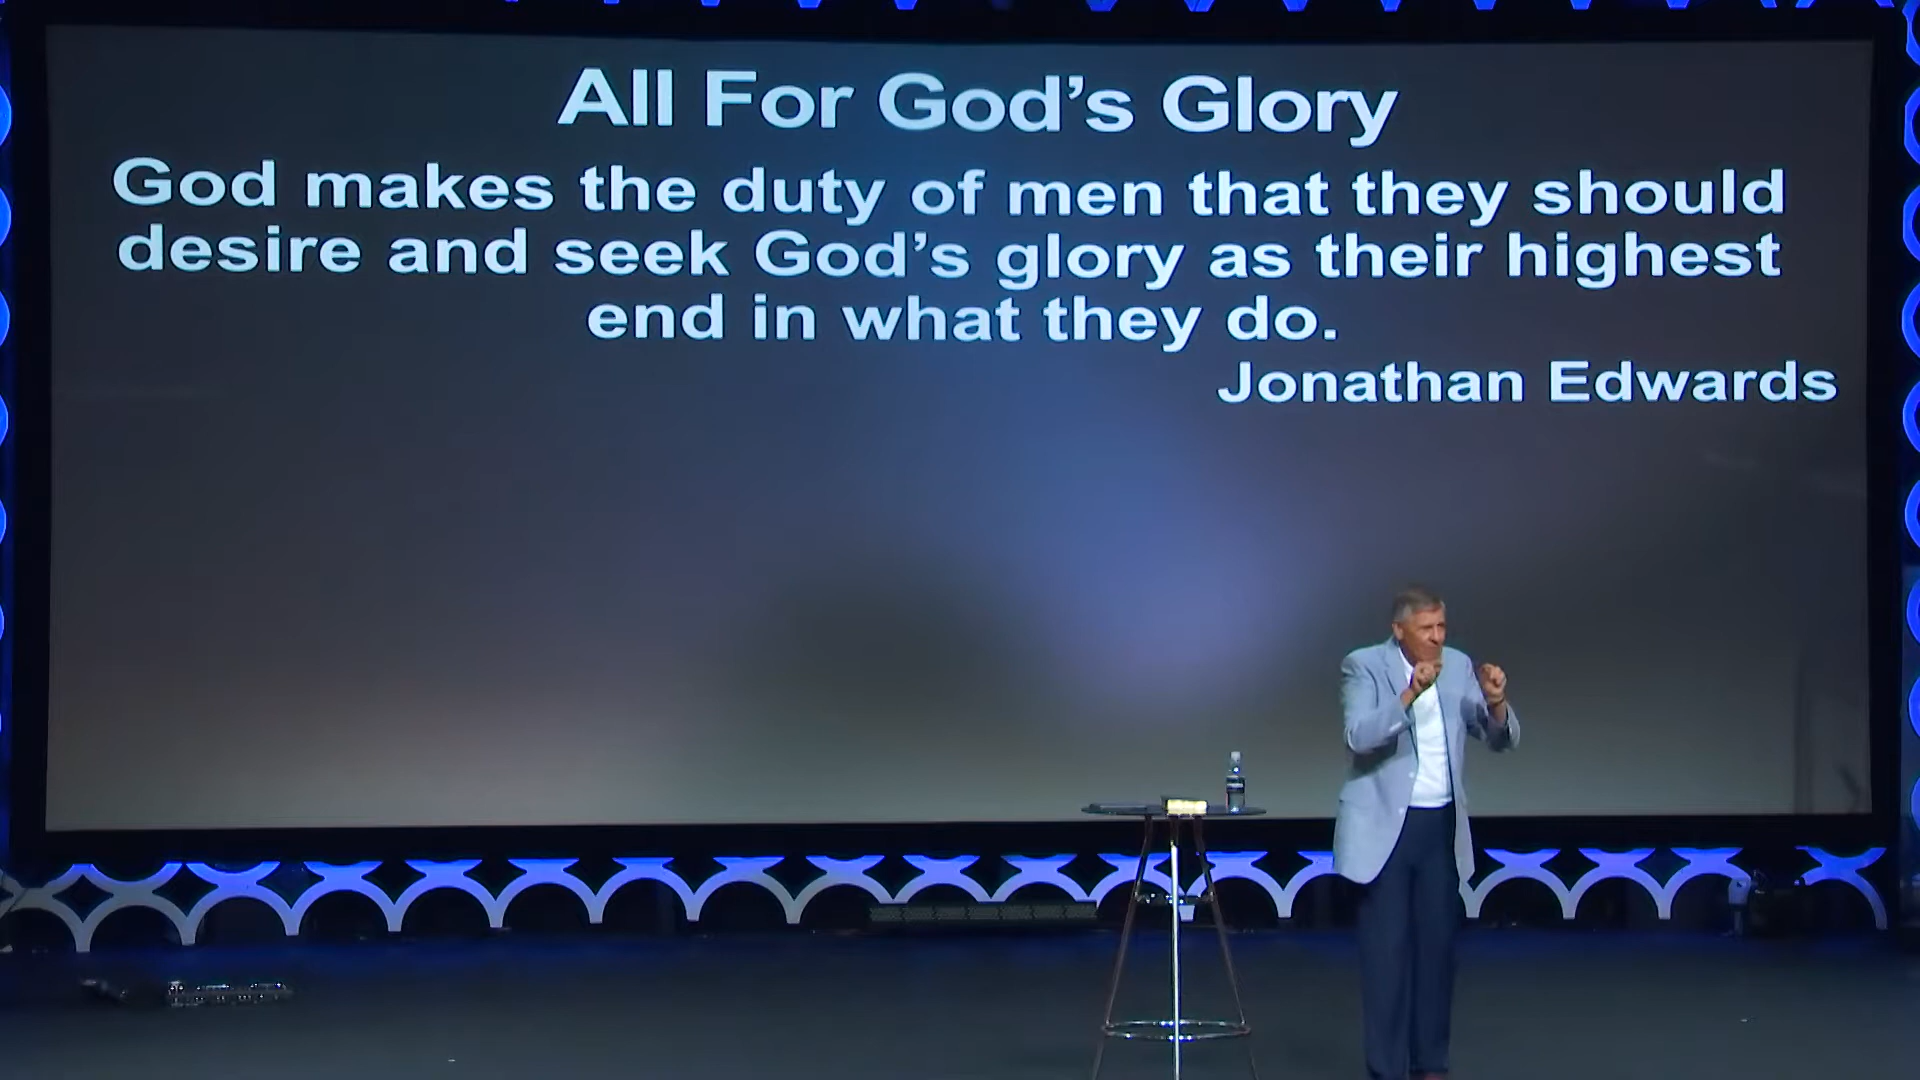 All For God's Glory
God makes the duty of men that they should
desire and seek God's glory as their highest
end in what they do.
Jonathan Edwards